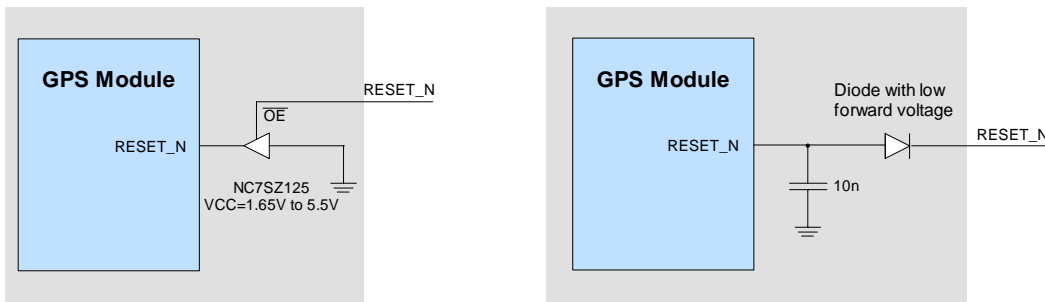 GPS Module
RESET_N
OE
RESET_N
NC7SZ125
VCC=1.65V to 5.5V
GPS Module
RESET_N
Diode with low
forward voltage
RESET_N
10n